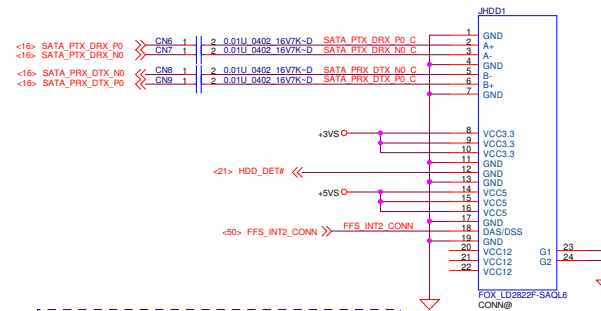 JHDD1
<16> SATA_PTX_DRX_P0 CN6 1 2 0.01U_0402_16V7K~D SATA_PTX_DRX_P0_C
<16> SATA_PTX_DRX_N0 CN7 1 2 0.01U_0402_16V7K~D SATA_PTX_DRX_N0_C
<16> SATA_PRX_DTX_N0 CN8 1 2 0.01U_0402_16V7K~D SATA_PRX_DTX_N0_C
<16> SATA_PRX_DTX_P0 CN9 1 2 0.01U_0402_16V7K~D SATA_PRX_DTX_P0_C
1 GND
2 A+
3 A-
4 GND
5 B-
6 B+
7 GND
+3VS 8 VCC3.3
9 VCC3.3
10 VCC3.3
11 GND
<21> HDD_DET# 12 GND
13 GND
+5VS 14 VCC5
15 VCC5
16 VCC5
17 GND
<50> FFS_INT2_CONN FFS_INT2_CONN 18 DAS/DSS
19 GND
20 VCC12 G1 23
21 VCC12 G2 24
22 VCC12
FOX_LD2822F-SAQL6
CONN@